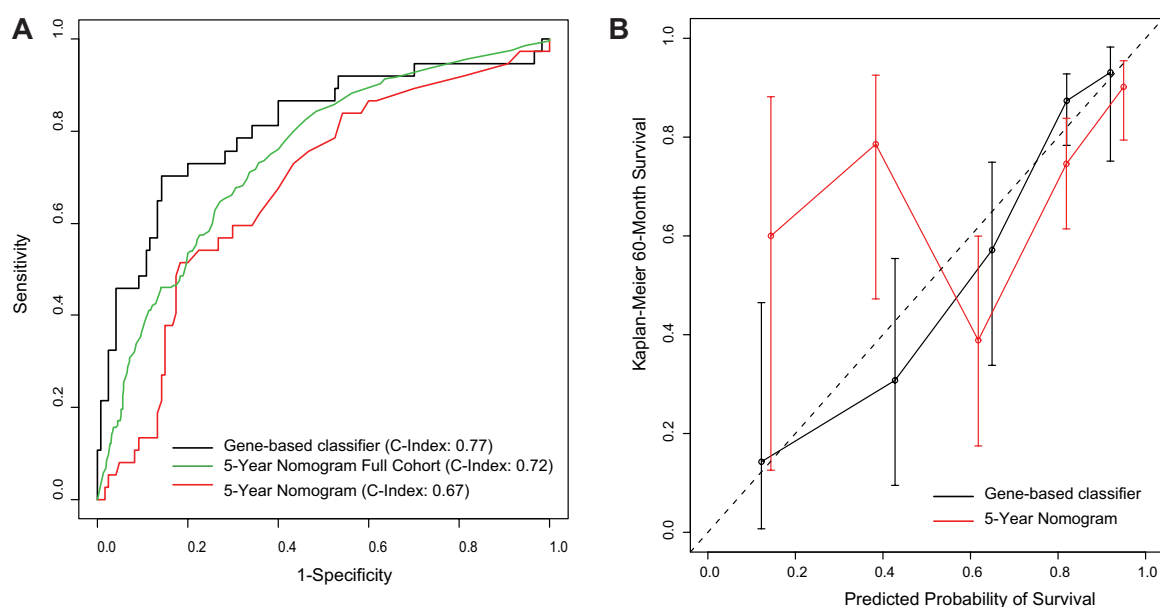 A
1.0
0.8
0.6
0.4
0.2
0.0
Sensitivity
Gene-based classifier (C-Index: 0.77)
5-Year Nomogram Full Cohort (C-Index: 0.72)
5-Year Nomogram (C-Index: 0.67)
0.0 0.2 0.4 0.6 0.8 1.0
1-Specificity
B
1.0
0.8
0.6
0.4
0.2
0.0
Kaplan-Meier 60-Month Survival
Gene-based classifier
5-Year Nomogram
0.0 0.2 0.4 0.6 0.8 1.0
Predicted Probability of Survival